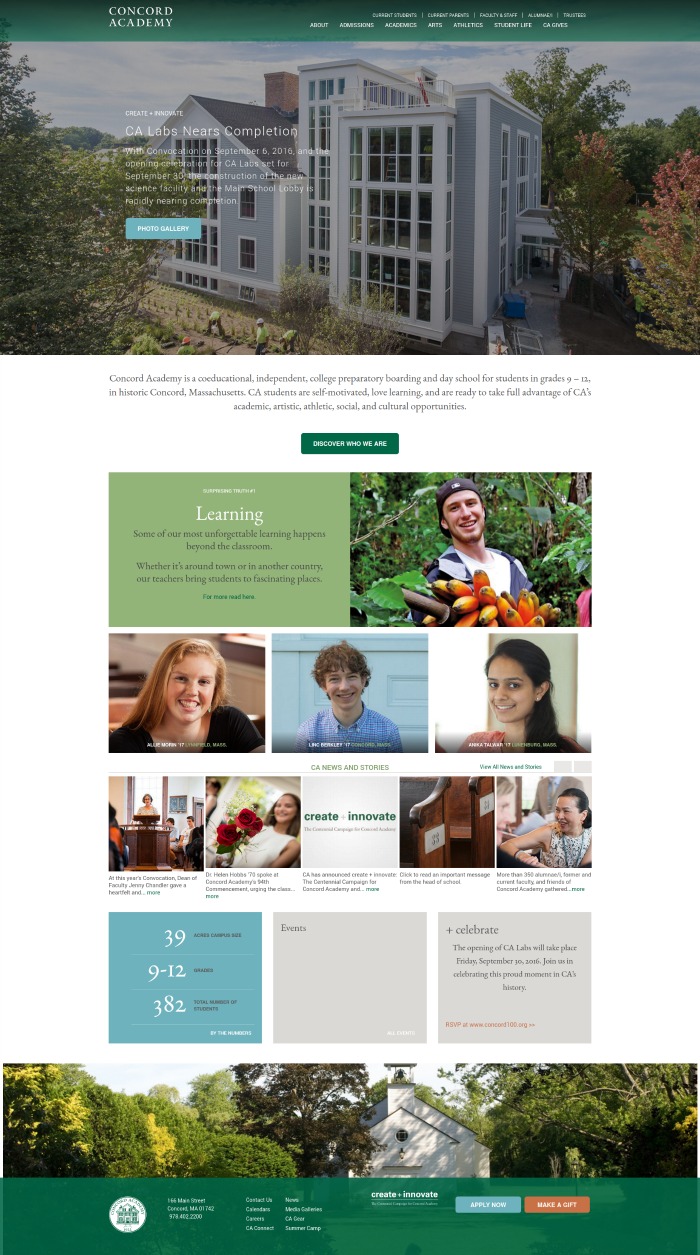 CONCORD
ACADEMY
CURRENT STUDENTS
CURRENT PARENTS
FACULTY & STAFF
ALUMNAE/I
TRUSTEES
ABOUT
ADMISSIONS
ACADEMICS
ARTS
ATHLETICS
STUDENT LIFE
CA GIVES
CREATE + INNOVATE
CA Labs Nears Completion
With Convocation on September 6, 2016, and the
opening celebration for CA Labs set for
September 30, the construction of the new
science facility and the Main School Lobby is
rapidly nearing completion.
PHOTO GALLERY
Concord Academy is a coeducational, independent, college preparatory boarding and day school for students in grades 9 – 12,
in historic Concord, Massachusetts. CA students are self-motivated, love learning, and are ready to take full advantage of CA's
academic, artistic, athletic, social, and cultural opportunities.
DISCOVER WHO WE ARE
SURPRISING TRUTH #1
Learning
Some of our most unforgettable learning happens
beyond the classroom.
Whether it's around town or in another country,
our teachers bring students to fascinating places.
For more read here.
ALLIE MORIN '17 LYNNFIELD, MASS.
LINC BERKLEY '17 CONCORD, MASS.
ANIKA TALWAR '17 LUNENBURG, MASS.
CA NEWS AND STORIES
View All News and Stories
create + innovate
The Centennial Campaign for Concord Academy
At this year's Convocation, Dean of
Faculty Jenny Chandler gave a
heartfelt and... more
Dr. Helen Hobbs '70 spoke at
Concord Academy's 94th
Commencement, urging the class...
more
CA has announced create + innovate:
The Centennial Campaign for
Concord Academy and... more
Click to read an important message
from the head of school.
More than 350 alumnae/i, former and
current faculty, and friends of
Concord Academy gathered...more
39 ACRES CAMPUS SIZE
9-12 GRADES
382 TOTAL NUMBER OF
STUDENTS
BY THE NUMBERS
Events
ALL EVENTS
+ celebrate
The opening of CA Labs will take place
Friday, September 30, 2016. Join us in
celebrating this proud moment in CA's
history.
RSVP at www.concord100.org >>
166 Main Street
Concord, MA 01742
978.402.2200
Contact Us
Calendars
Careers
CA Connect
News
Media Galleries
CA Gear
Summer Camp
create + innovate
The Centennial Campaign for Concord Academy
APPLY NOW
MAKE A GIFT